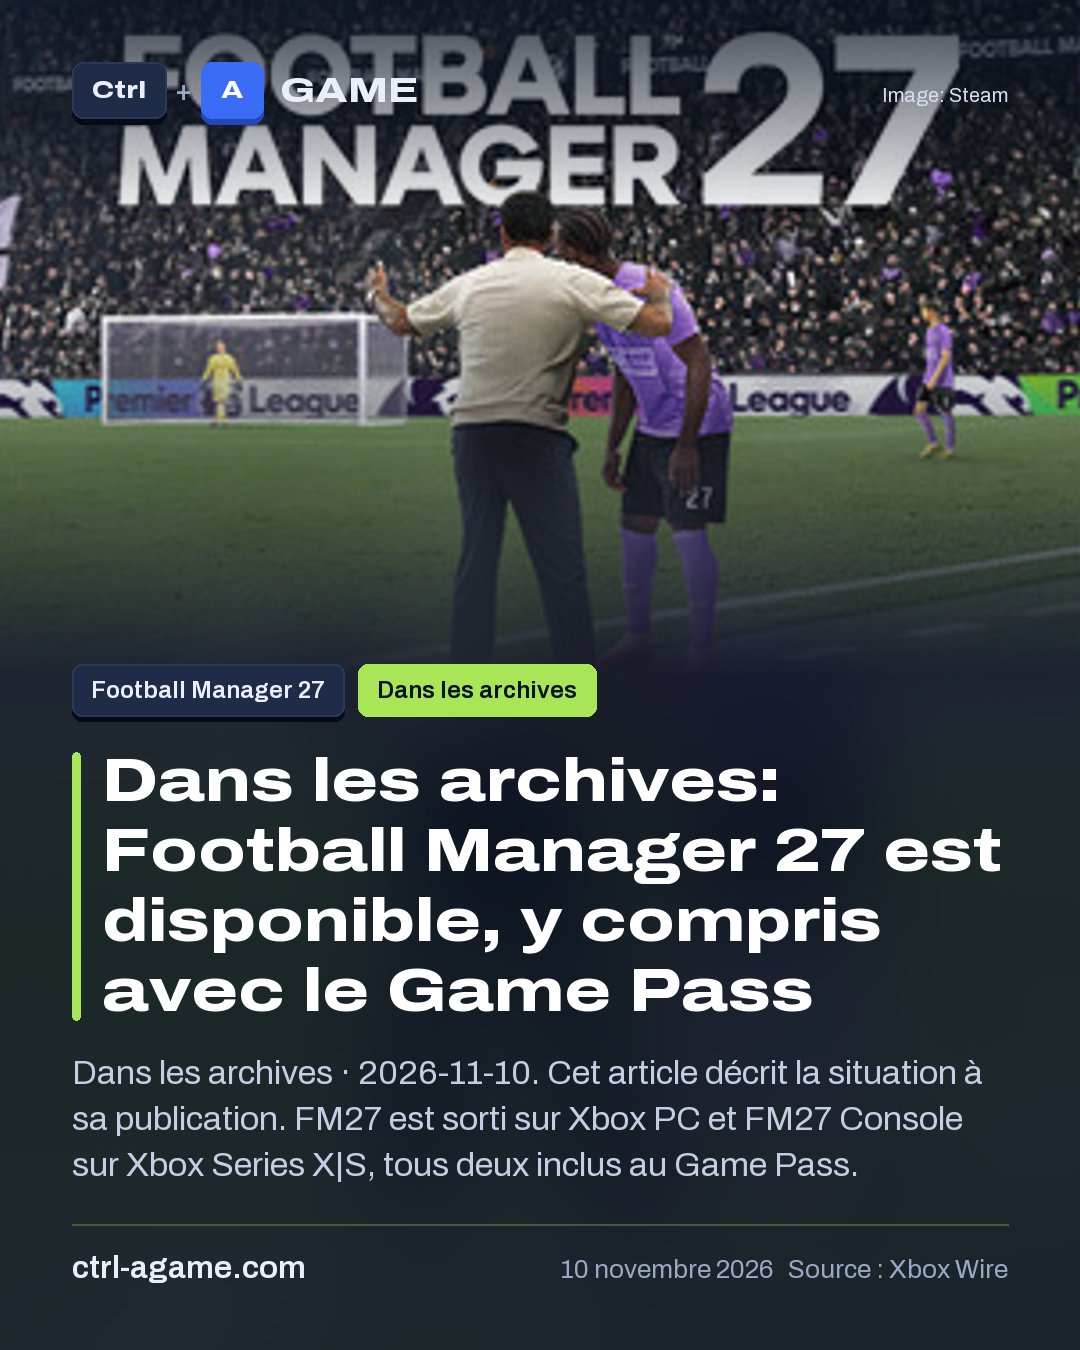 FOOTBALL
MANAGER 27
Ctrl + A GAME
Image: Steam
Premier League
League
27
Football Manager 27
Dans les archives
Dans les archives:
Football Manager 27 est
disponible, y compris
avec le Game Pass
Dans les archives · 2026-11-10. Cet article décrit la situation à
sa publication. FM27 est sorti sur Xbox PC et FM27 Console
sur Xbox Series X|S, tous deux inclus au Game Pass.
ctrl-agame.com
10 novembre 2026 Source : Xbox Wire